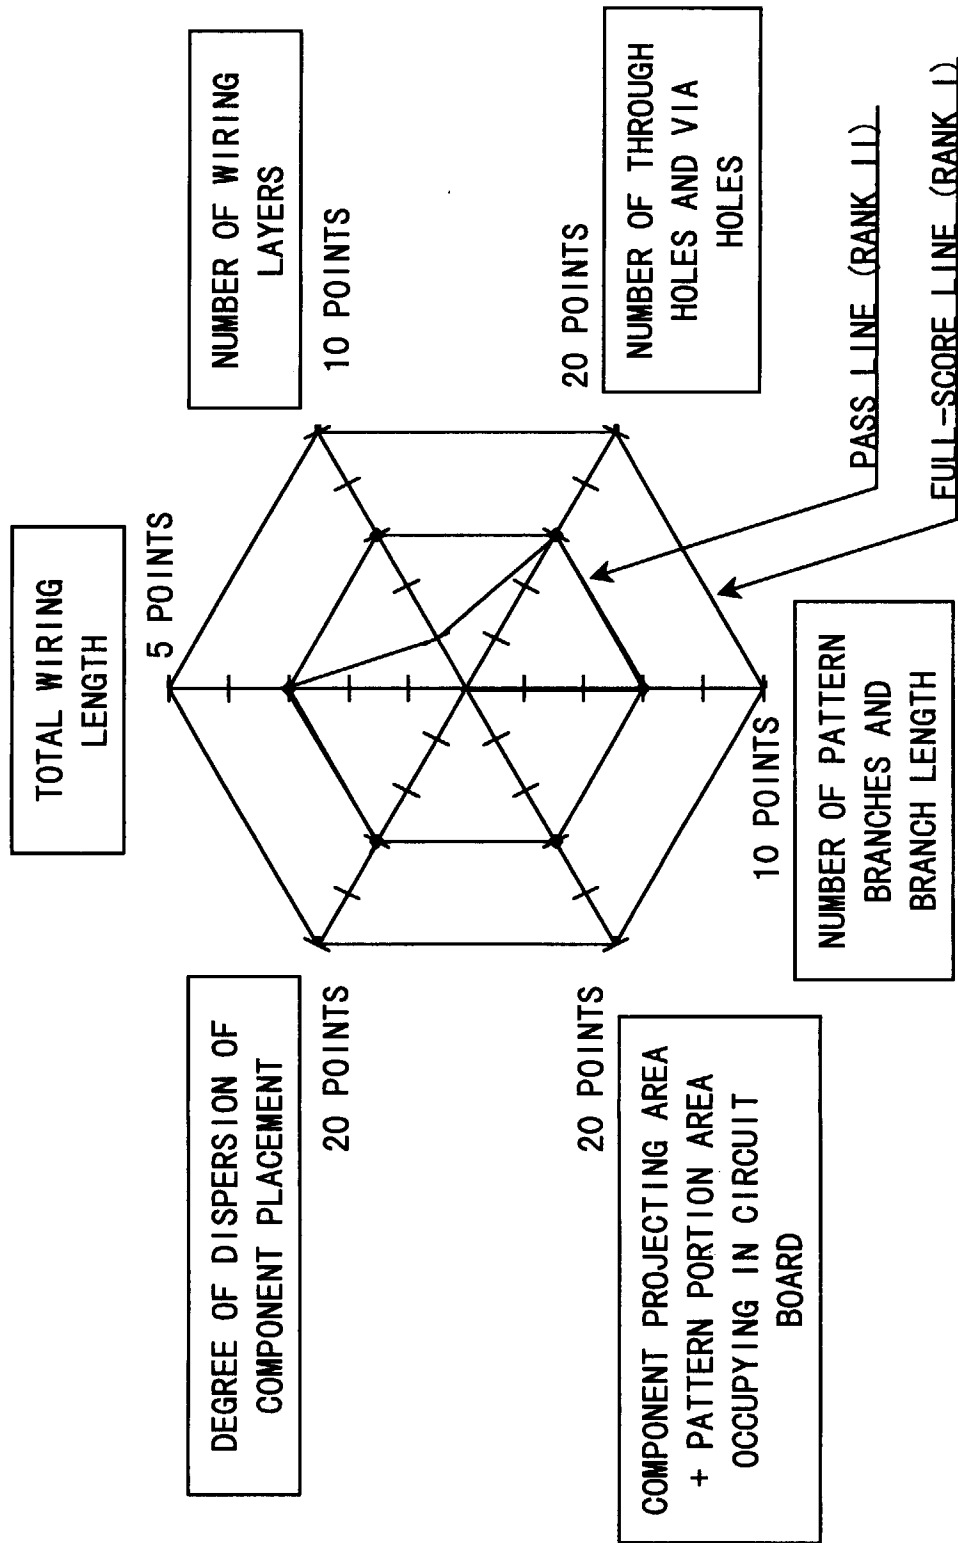 TOTAL WIRING
LENGTH
5 POINTS
NUMBER OF WIRING
LAYERS
10 POINTS
20 POINTS
NUMBER OF THROUGH
HOLES AND VIA
HOLES
PASS LINE (RANK II)
FULL-SCORE LINE (RANK I)
10 POINTS
NUMBER OF PATTERN
BRANCHES AND
BRANCH LENGTH
20 POINTS
COMPONENT PROJECTING AREA
+ PATTERN PORTION AREA
OCCUPYING IN CIRCUIT
BOARD
DEGREE OF DISPERSION OF
COMPONENT PLACEMENT
20 POINTS